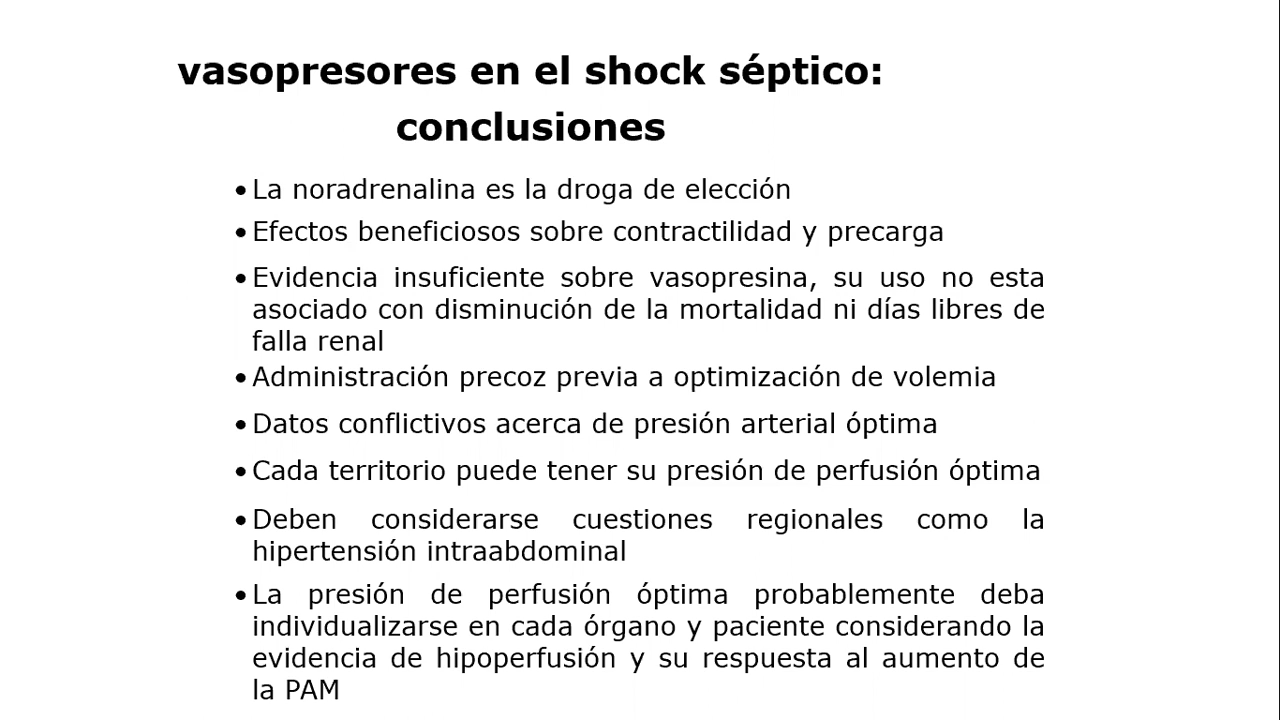 vasopresores en el shock séptico:
conclusiones
• La noradrenalina es la droga de elección
• Efectos beneficiosos sobre contractilidad y precarga
• Evidencia insuficiente sobre vasopresina, su uso no esta
asociado con disminución de la mortalidad ni días libres de
falla renal
• Administración precoz previa a optimización de volemia
• Datos conflictivos acerca de presión arterial óptima
• Cada territorio puede tener su presión de perfusión óptima
• Deben considerarse cuestiones regionales como la
hipertensión intraabdominal
• La presión de perfusión óptima probablemente deba
individualizarse en cada órgano y paciente considerando la
evidencia de hipoperfusión y su respuesta al aumento de
la PAM